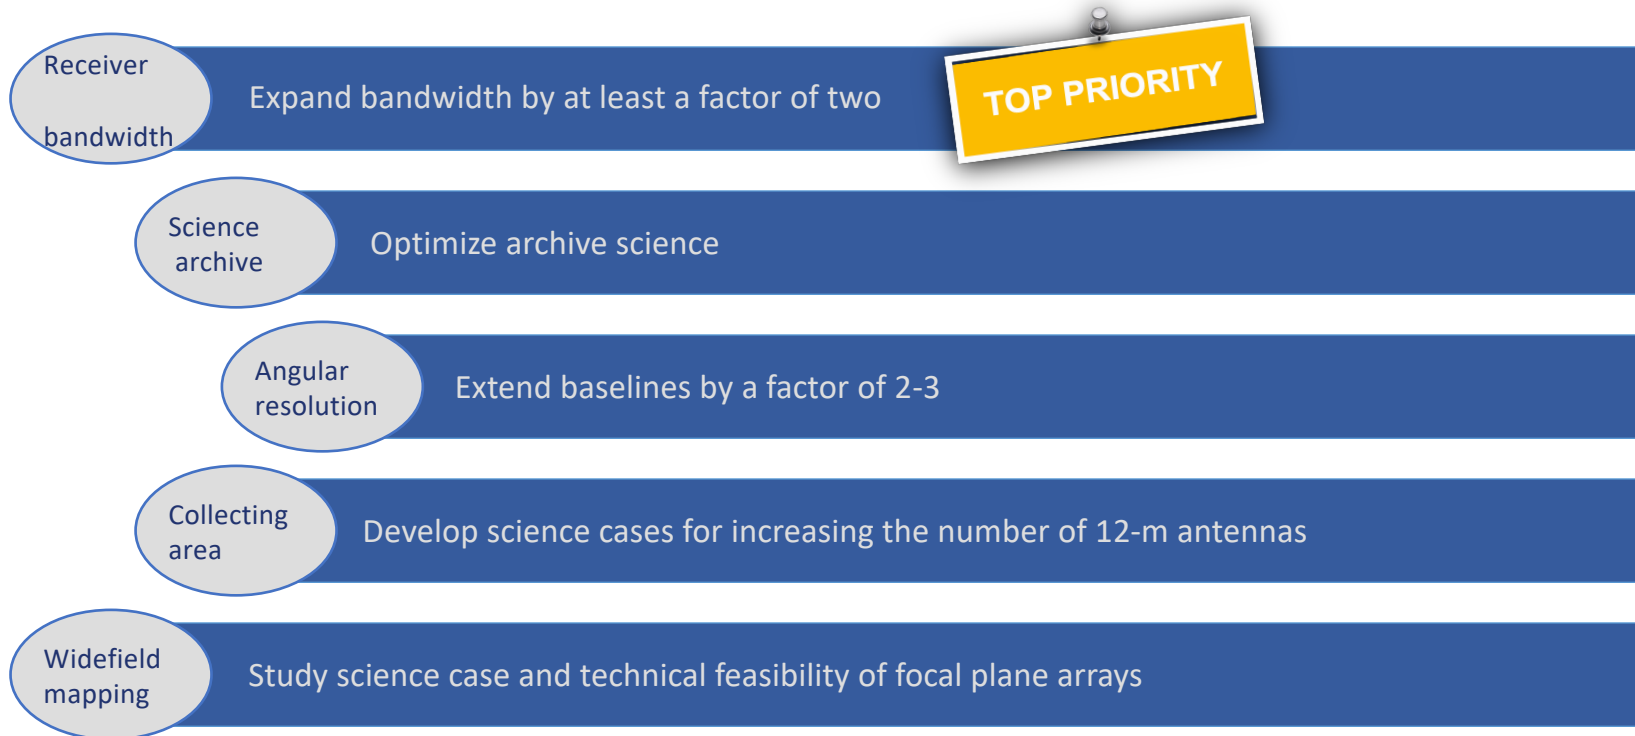 Receiver
bandwidth
Expand bandwidth by at least a factor of two
TOP PRIORITY
Science
archive
Optimize archive science
Angular
resolution
Extend baselines by a factor of 2-3
Collecting
area
Develop science cases for increasing the number of 12-m antennas
Widefield
mapping
Study science case and technical feasibility of focal plane arrays